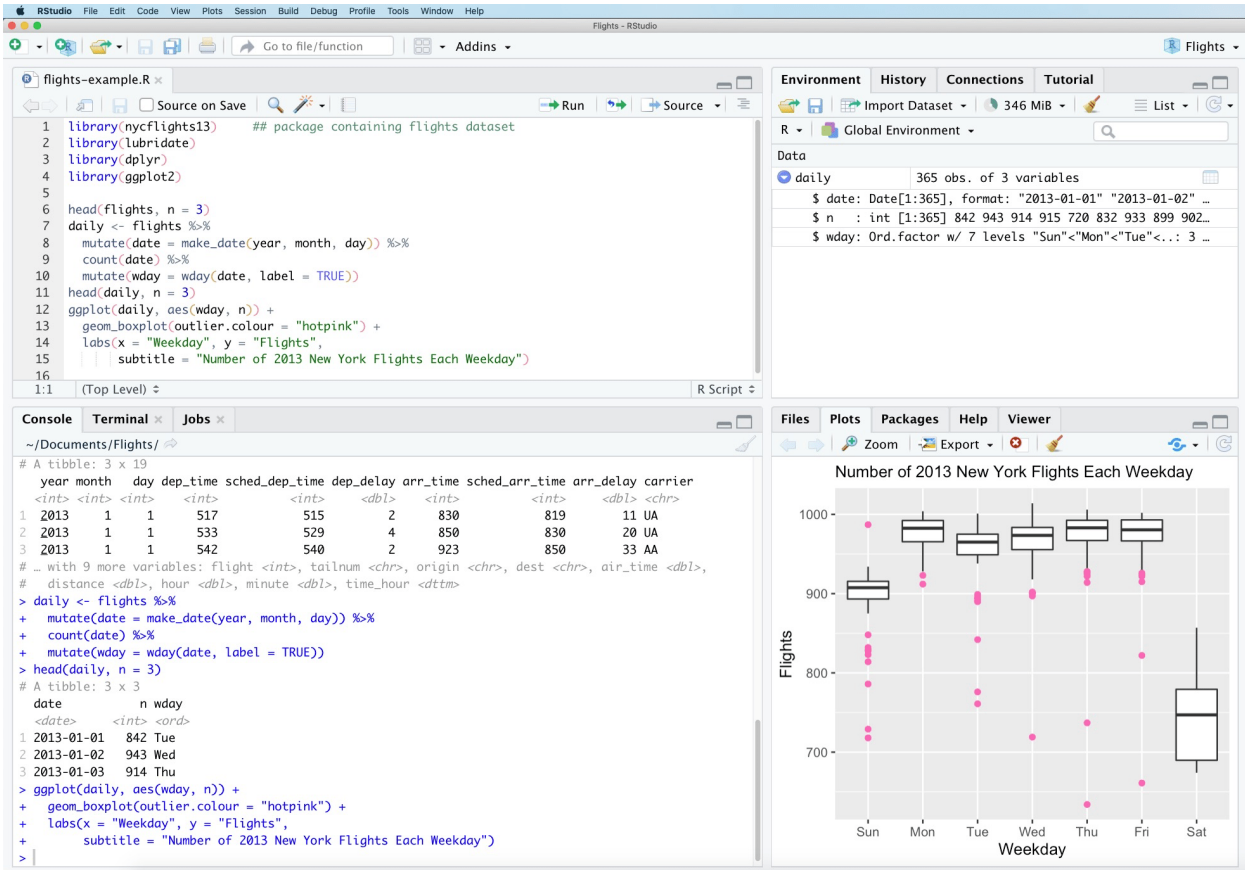 RStudio File Edit Code View Plots Session Build Debug Profile Tools Window Help
Flights - RStudio
Go to file/function Addins Flights
flights-example.R
Source on Save Run Source
1 library(nycflights13)     ## package containing flights dataset
2 library(lubridate)
3 library(dplyr)
4 library(ggplot2)
5
6 head(flights, n = 3)
7 daily <- flights %>%
8   mutate(date = make_date(year, month, day)) %>%
9   count(date) %>%
10   mutate(wday = wday(date, label = TRUE))
11 head(daily, n = 3)
12 ggplot(daily, aes(wday, n)) +
13   geom_boxplot(outlier.colour = "hotpink") +
14   labs(x = "Weekday", y = "Flights",
15        subtitle = "Number of 2013 New York Flights Each Weekday")
16
1:1 (Top Level) R Script
Environment History Connections Tutorial
Import Dataset 346 MiB List
R Global Environment
Data
daily 365 obs. of 3 variables
$ date: Date[1:365], format: "2013-01-01" "2013-01-02" …
$ n   : int [1:365] 842 943 914 915 720 832 933 899 902…
$ wday: Ord.factor w/ 7 levels "Sun"<"Mon"<"Tue"<..: 3 …
Console Terminal Jobs
~/Documents/Flights/
# A tibble: 3 x 19
year month day dep_time sched_dep_time dep_delay arr_time sched_arr_time arr_delay carrier
<int> <int> <int> <int> <int> <dbl> <int> <int> <dbl> <chr>
1 2013 1 1 517 515 2 830 819 11 UA
2 2013 1 1 533 529 4 850 830 20 UA
3 2013 1 1 542 540 2 923 850 33 AA
# … with 9 more variables: flight <int>, tailnum <chr>, origin <chr>, dest <chr>, air_time <dbl>,
#   distance <dbl>, hour <dbl>, minute <dbl>, time_hour <dttm>
> daily <- flights %>%
+   mutate(date = make_date(year, month, day)) %>%
+   count(date) %>%
+   mutate(wday = wday(date, label = TRUE))
> head(daily, n = 3)
# A tibble: 3 x 3
date n wday
<date> <int> <ord>
1 2013-01-01 842 Tue
2 2013-01-02 943 Wed
3 2013-01-03 914 Thu
> ggplot(daily, aes(wday, n)) +
+   geom_boxplot(outlier.colour = "hotpink") +
+   labs(x = "Weekday", y = "Flights",
+        subtitle = "Number of 2013 New York Flights Each Weekday")
>
Files Plots Packages Help Viewer
Zoom Export
Number of 2013 New York Flights Each Weekday
1000
900
800
700
Flights
Sun Mon Tue Wed Thu Fri Sat
Weekday